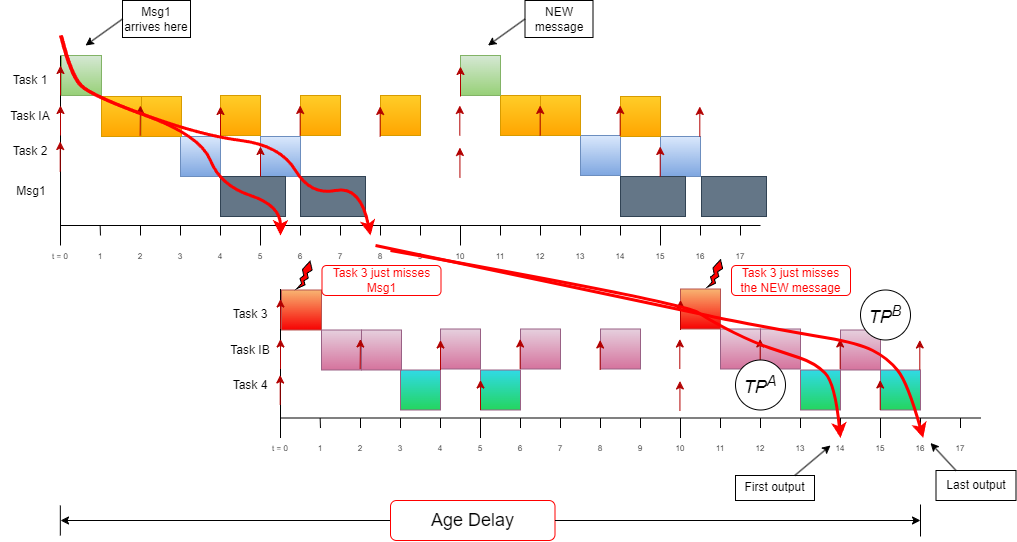 Msg1
arrives here
NEW
message
Task 1
Task IA
Task 2
Msg1
t = 0 1 2 3 4 5 6 7 8 9 10 11 12 13 14 15 16 17
Task 3 just misses
Msg1
Task 3 just misses
the NEW message
Task 3
TP^B
Task IB
Task 4
TP^A
t = 0 1 2 3 4 5 6 7 8 9 10 11 12 13 14 15 16 17
First output
Last output
Age Delay